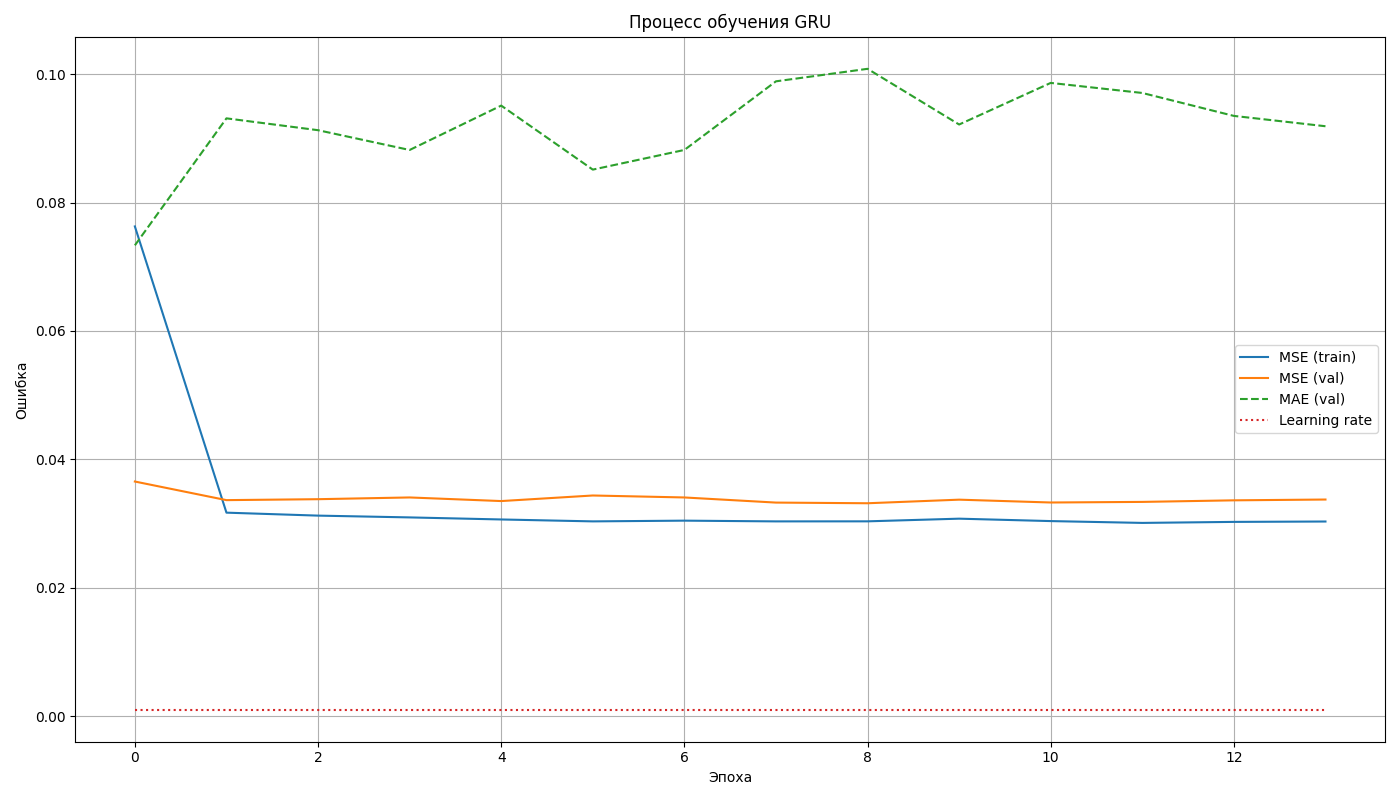 Процесс обучения GRU
Ошибка
0.10
0.08
0.06
0.04
0.02
0.00
MSE (train)
MSE (val)
MAE (val)
Learning rate
0 2 4 6 8 10 12
Эпоха